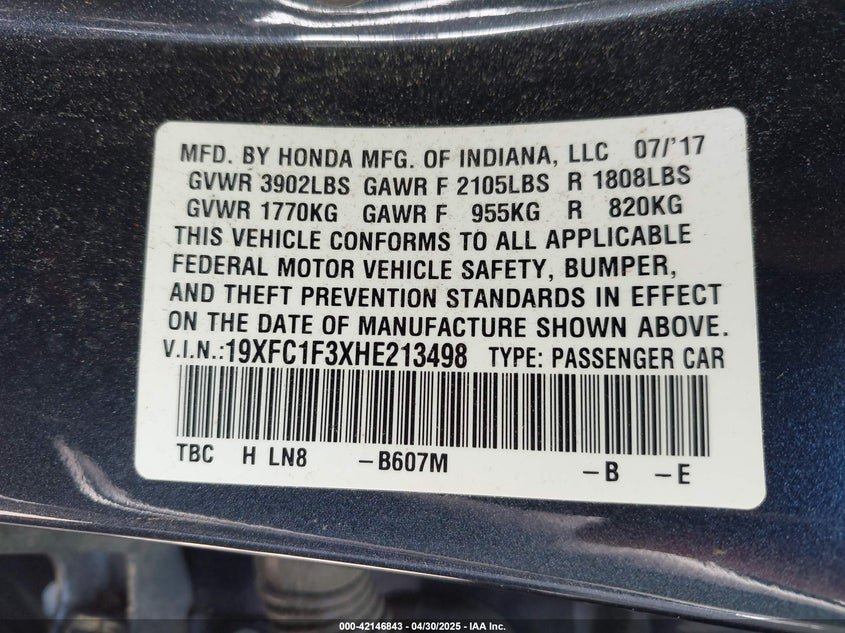 MFD. BY HONDA MFG. OF INDIANA, LLC 07/'17
GVWR 3902LBS GAWR F 2105LBS R 1808LBS
GVWR 1770KG GAWR F 955KG R 820KG
THIS VEHICLE CONFORMS TO ALL APPLICABLE
FEDERAL MOTOR VEHICLE SAFETY, BUMPER,
AND THEFT PREVENTION STANDARDS IN EFFECT
ON THE DATE OF MANUFACTURE SHOWN ABOVE.
V.I.N.:19XFC1F3XHE213498 TYPE: PASSENGER CAR
TBC H LN8 –B607M –B –E
000-42146843 - 04/30/2025 - IAA Inc.